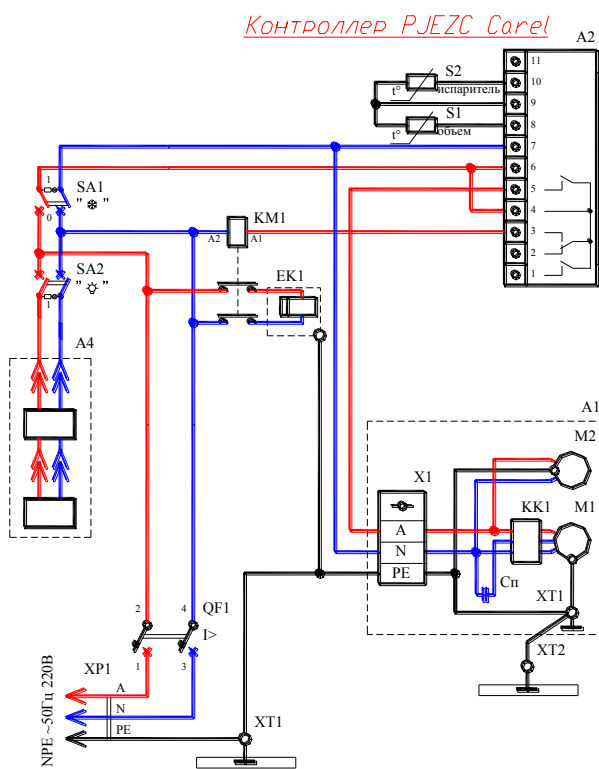 Контроллер PJEZC Carel
A2
11
S2
t°
испаритель
10
9
S1
t°
объем
8
7
6
1
SA1
" ❄ "
0
5
4
KM1
A2
A1
3
2
1
SA2
" "
1
EK1
A4
A1
M2
X1
KK1
M1
A
N
PE
Сп
XT1
XT2
2
4
QF1
I>
1
3
XP1
A
N
PE
NPE ~50Гц 220В
XT1